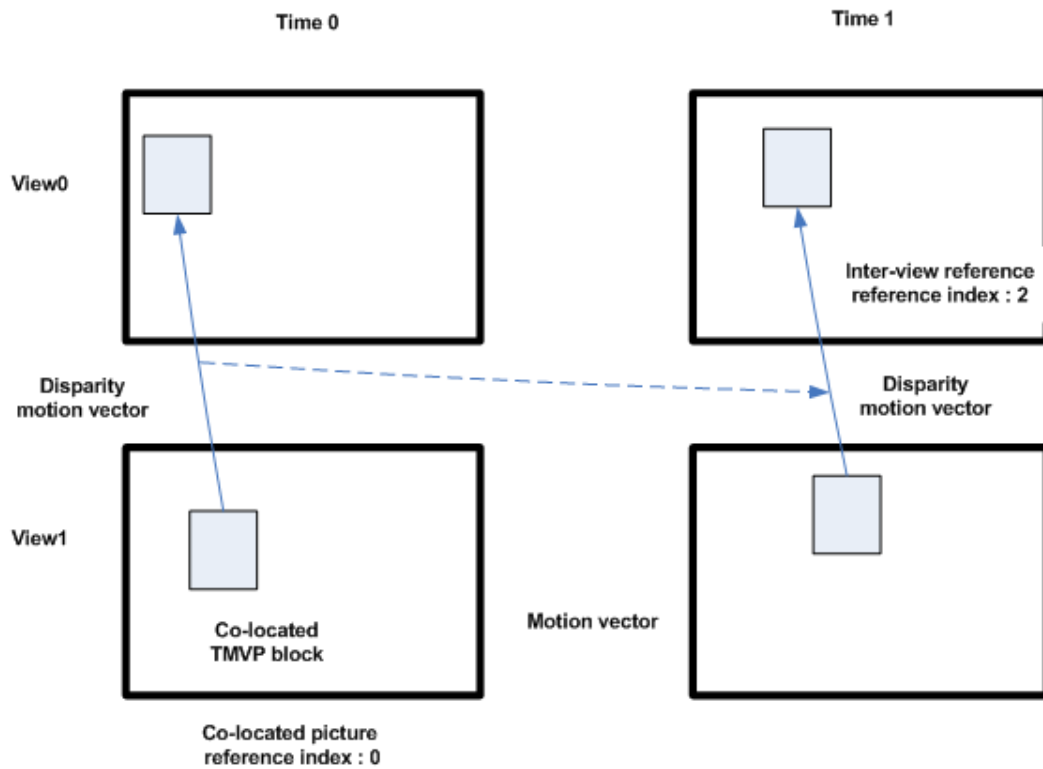 Time 0
Time 1
View0
Inter-view reference
reference index : 2
Disparity
motion vector
Disparity
motion vector
View1
Co-located
TMVP block
Motion vector
Co-located picture
reference index : 0